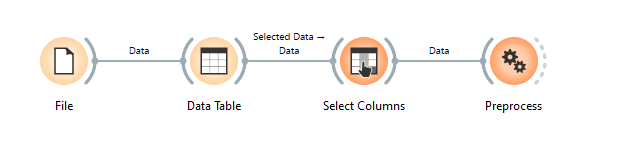 Data
Selected Data →
Data
Data
File
Data Table
Select Columns
Preprocess